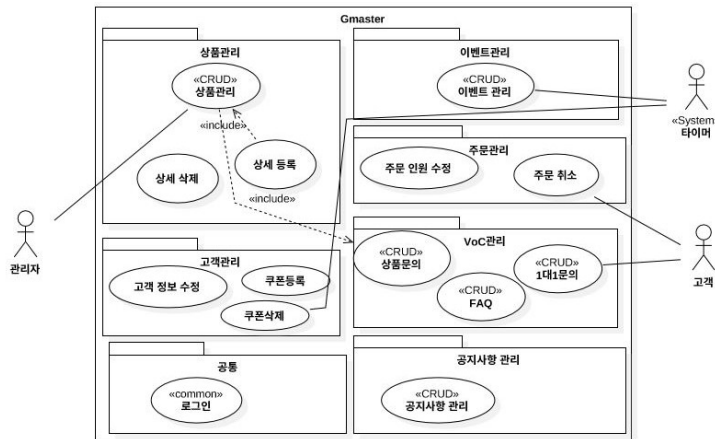 Gmaster
상품관리
«CRUD»
상품관리
«include»
상세 등록
상세 삭제
«include»
이벤트관리
«CRUD»
이벤트 관리
주문관리
주문 인원 수정
주문 취소
고객관리
고객 정보 수정
쿠폰등록
쿠폰삭제
VoC관리
«CRUD»
상품문의
«CRUD»
1대1문의
«CRUD»
FAQ
공통
«common»
로그인
공지사항 관리
«CRUD»
공지사항 관리
관리자
«System
타이머
고객